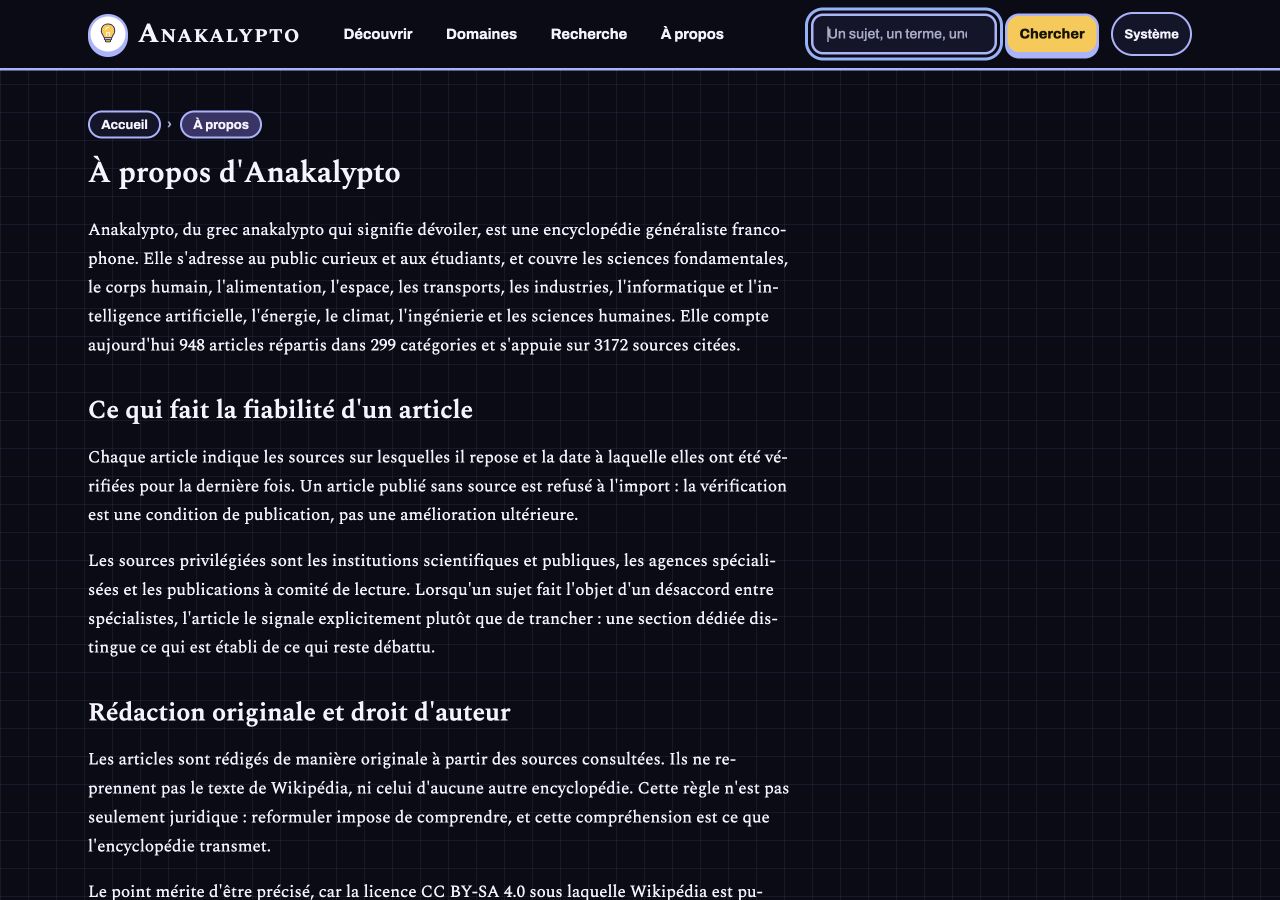 Anakalypto
Découvrir
Domaines
Recherche
À propos
Un sujet, un terme, une
Chercher
Système
Accueil › À propos
À propos d'Anakalypto
Anakalypto, du grec anakalypto qui signifie dévoiler, est une encyclopédie généraliste franco-
phone. Elle s'adresse au public curieux et aux étudiants, et couvre les sciences fondamentales,
le corps humain, l'alimentation, l'espace, les transports, les industries, l'informatique et l'in-
telligence artificielle, l'énergie, le climat, l'ingénierie et les sciences humaines. Elle compte
aujourd'hui 948 articles répartis dans 299 catégories et s'appuie sur 3172 sources citées.
Ce qui fait la fiabilité d'un article
Chaque article indique les sources sur lesquelles il repose et la date à laquelle elles ont été vé-
rifiées pour la dernière fois. Un article publié sans source est refusé à l'import : la vérification
est une condition de publication, pas une amélioration ultérieure.
Les sources privilégiées sont les institutions scientifiques et publiques, les agences spéciali-
sées et les publications à comité de lecture. Lorsqu'un sujet fait l'objet d'un désaccord entre
spécialistes, l'article le signale explicitement plutôt que de trancher : une section dédiée dis-
tingue ce qui est établi de ce qui reste débattu.
Rédaction originale et droit d'auteur
Les articles sont rédigés de manière originale à partir des sources consultées. Ils ne re-
prennent pas le texte de Wikipédia, ni celui d'aucune autre encyclopédie. Cette règle n'est pas
seulement juridique : reformuler impose de comprendre, et cette compréhension est ce que
l'encyclopédie transmet.
Le point mérite d'être précisé, car la licence CC BY-SA 4.0 sous laquelle Wikipédia est pu-